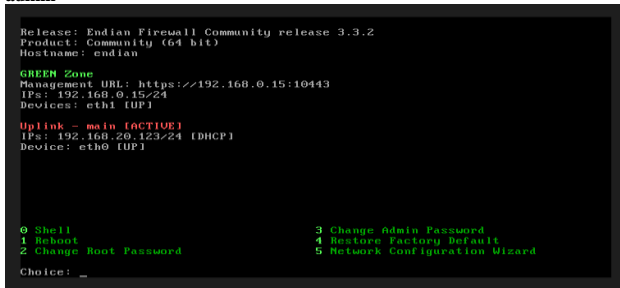 Release: Endian Firewall Community release 3.3.2
Product: Community (64 bit)
Hostname: endian
GREEN Zone
Management URL: https://192.168.0.15:10443
IPs: 192.168.0.15/24
Devices: eth1 [UP]
Uplink - main [ACTIVE]
IPs: 192.168.20.123/24 [DHCP]
Device: eth0 [UP]
0 Shell
1 Reboot
2 Change Root Password
3 Change Admin Password
4 Restore Factory Default
5 Network Configuration Wizard
Choice: _